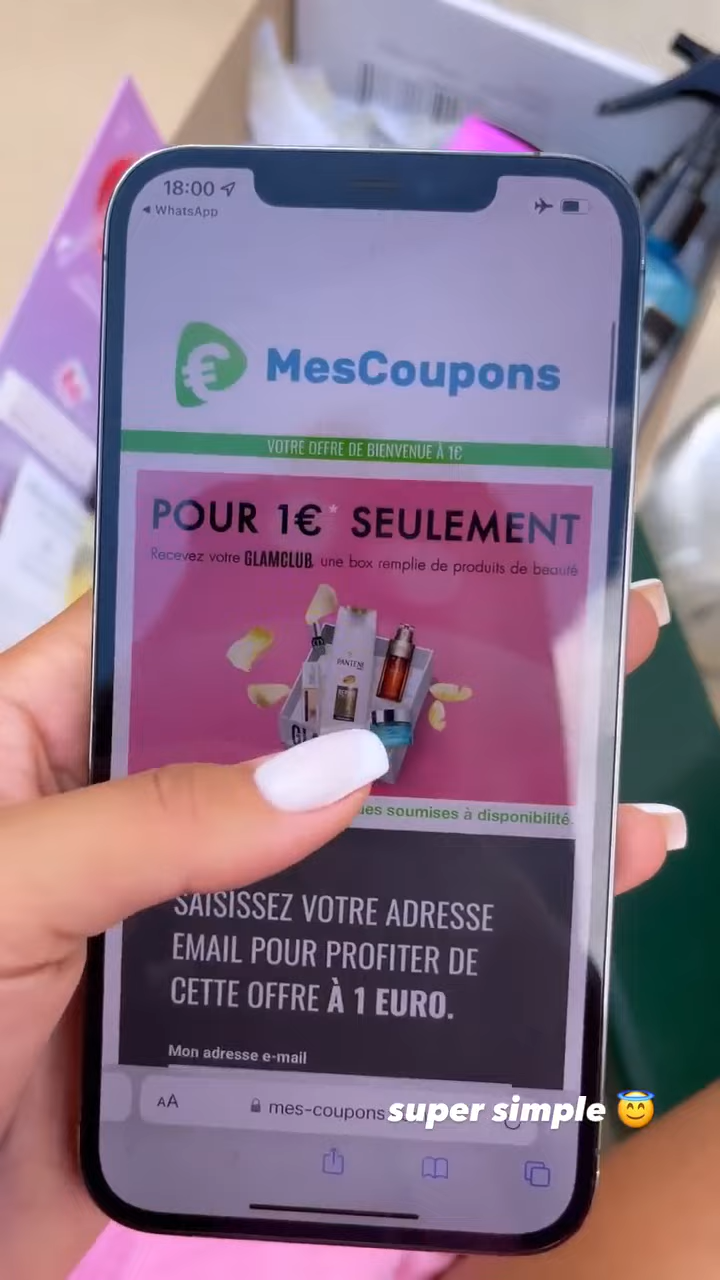 18:00
WhatsApp
€ MesCoupons
VOTRE OFFRE DE BIENVENUE À 1€
POUR 1€* SEULEMENT
Recevez votre GLAMCLUB, une box remplie de produits de beauté
PANTENE
soumises à disponibilité.
SAISISSEZ VOTRE ADRESSE
EMAIL POUR PROFITER DE
CETTE OFFRE À 1 EURO.
Mon adresse e-mail
AA mes-coupons
super simple 😇